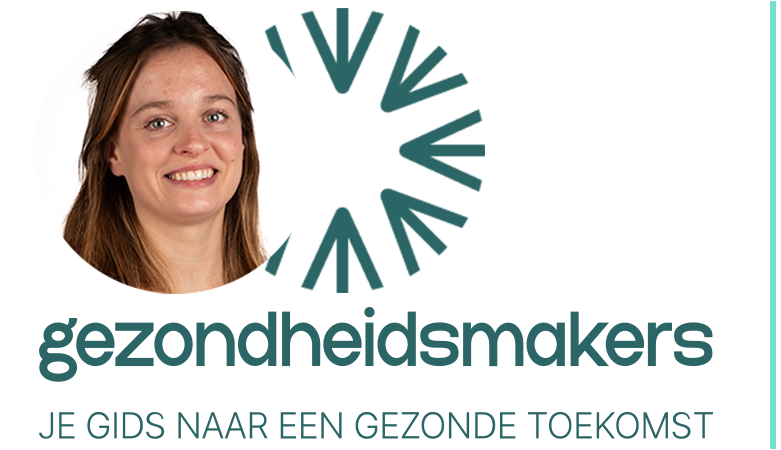 gezondheidsmakers
JE GIDS NAAR EEN GEZONDE TOEKOMST